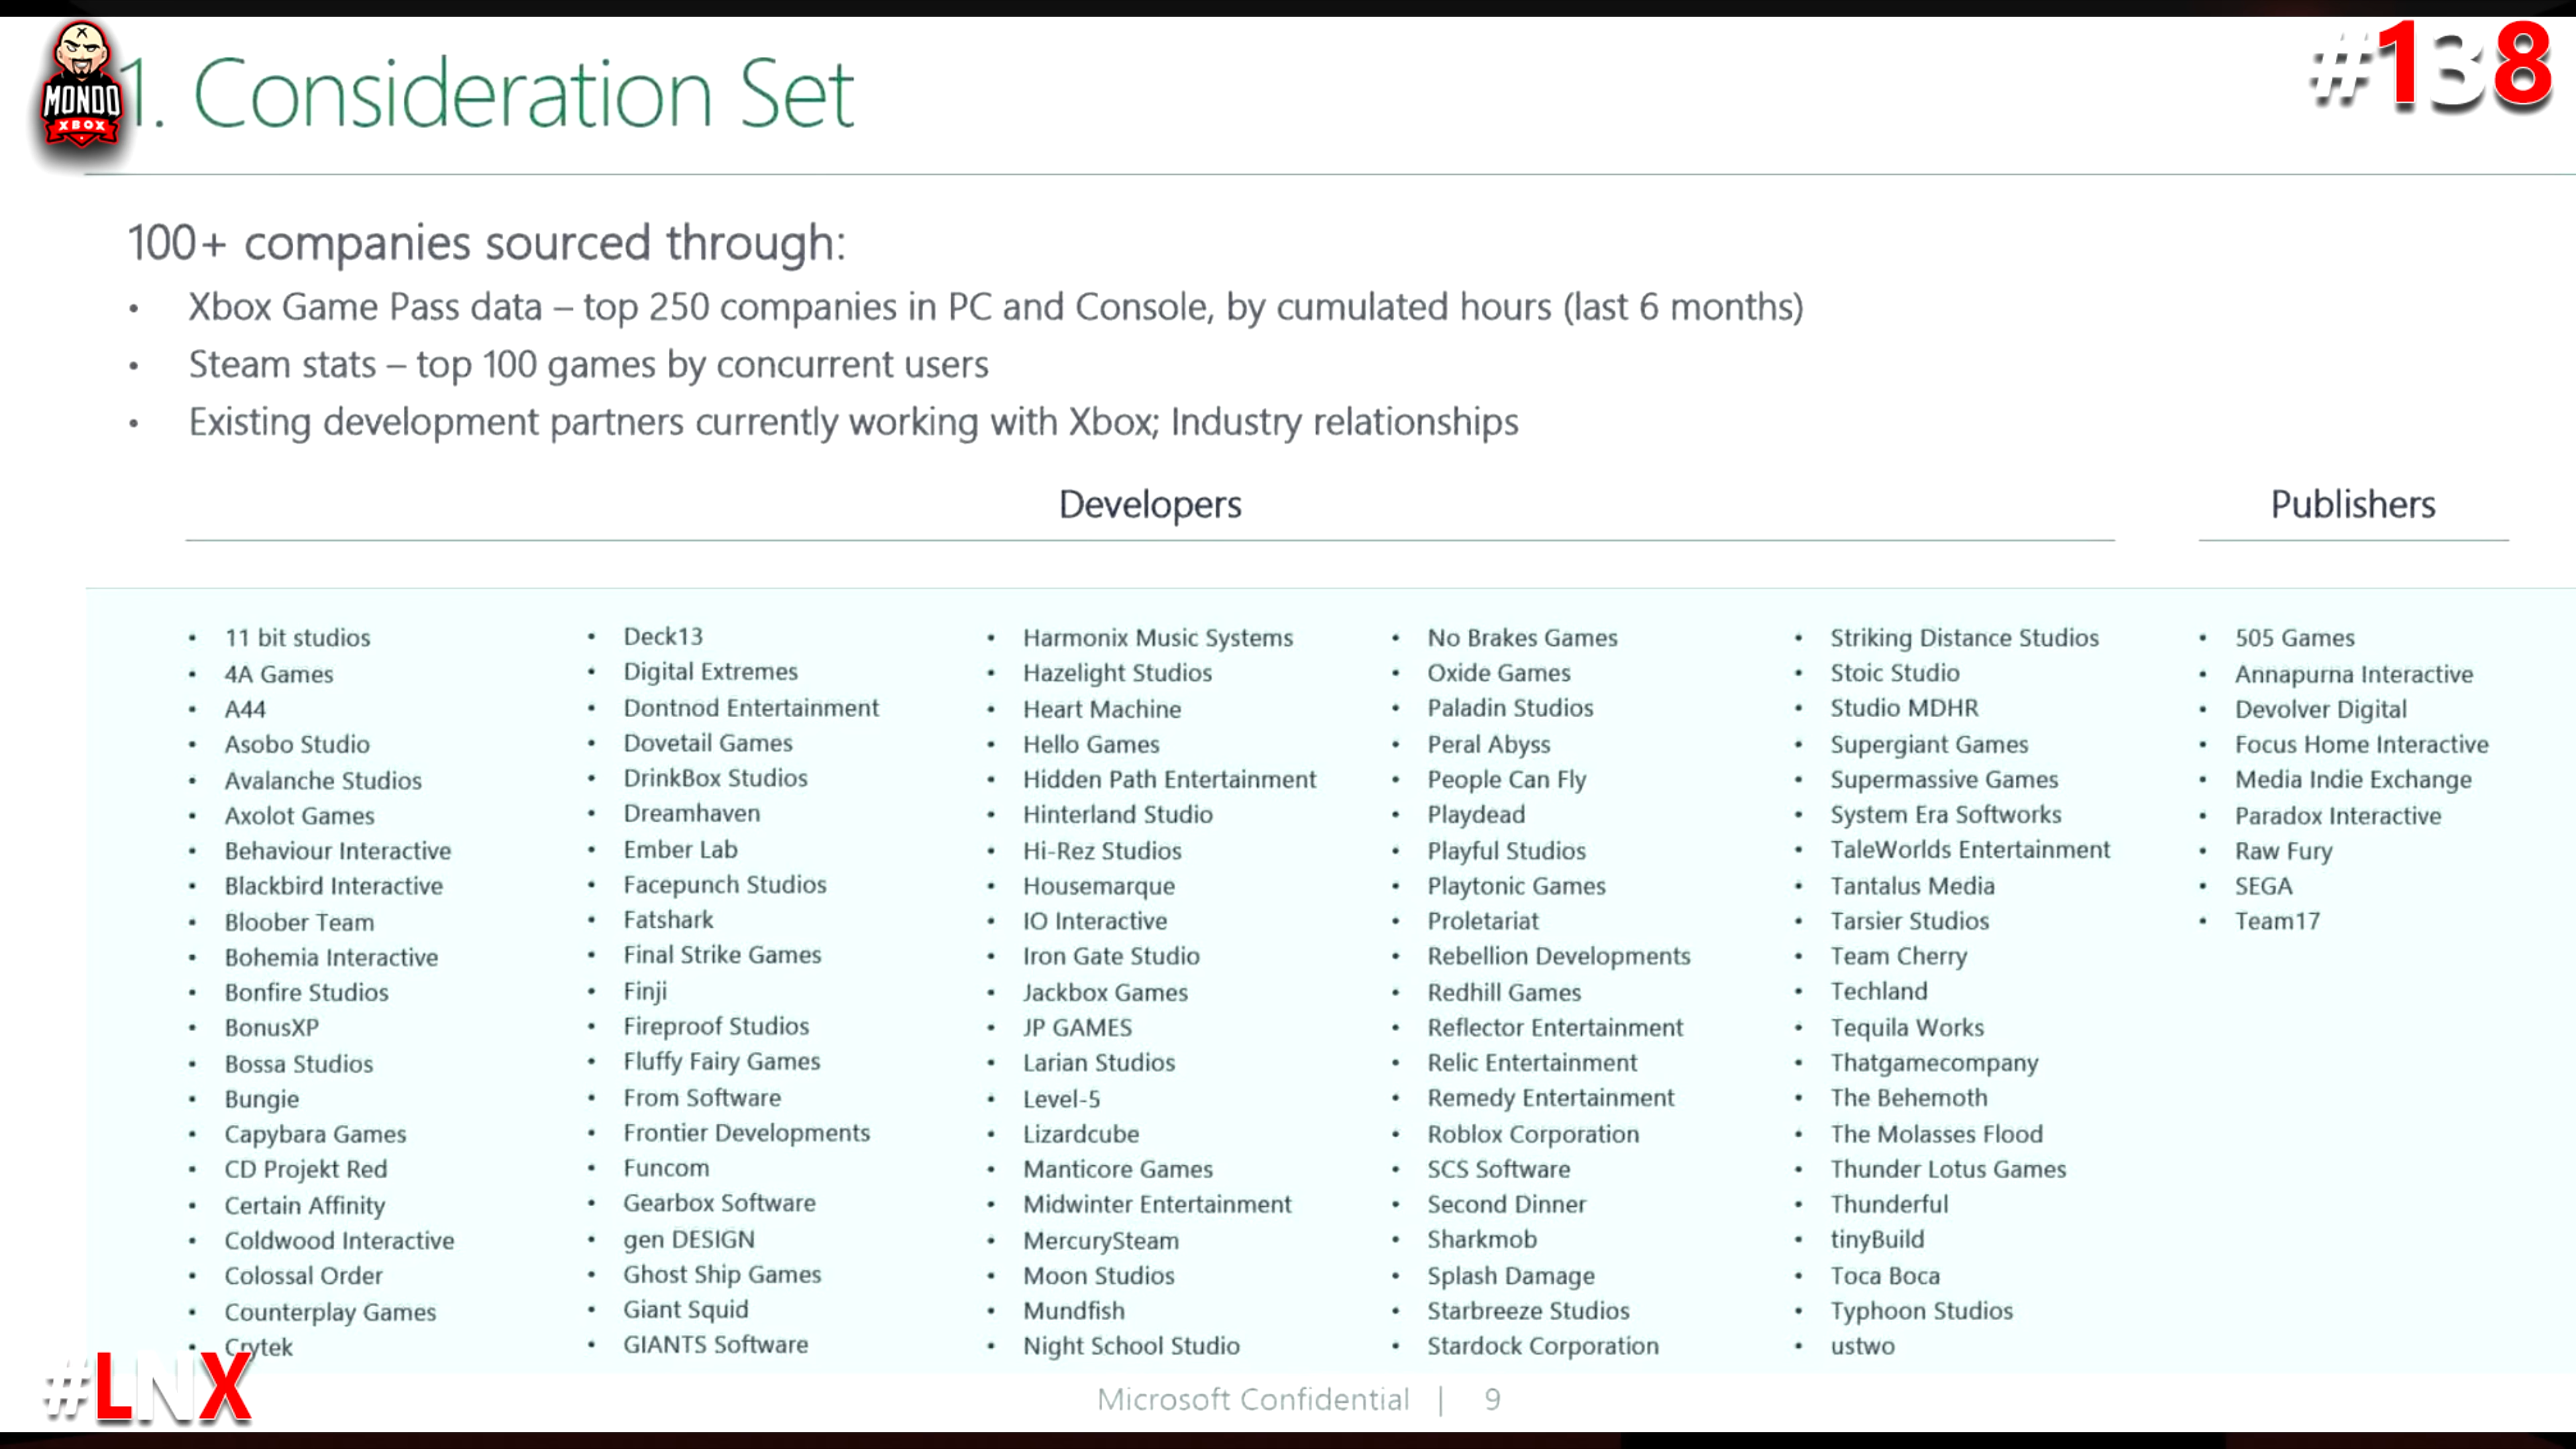 MONDO
XBOX
#138
1. Consideration Set
100+ companies sourced through:
• Xbox Game Pass data – top 250 companies in PC and Console, by cumulated hours (last 6 months)
• Steam stats – top 100 games by concurrent users
• Existing development partners currently working with Xbox; Industry relationships
Developers
• 11 bit studios
• 4A Games
• A44
• Asobo Studio
• Avalanche Studios
• Axolot Games
• Behaviour Interactive
• Blackbird Interactive
• Bloober Team
• Bohemia Interactive
• Bonfire Studios
• BonusXP
• Bossa Studios
• Bungie
• Capybara Games
• CD Projekt Red
• Certain Affinity
• Coldwood Interactive
• Colossal Order
• Counterplay Games
• Crytek
• Deck13
• Digital Extremes
• Dontnod Entertainment
• Dovetail Games
• DrinkBox Studios
• Dreamhaven
• Ember Lab
• Facepunch Studios
• Fatshark
• Final Strike Games
• Finji
• Fireproof Studios
• Fluffy Fairy Games
• From Software
• Frontier Developments
• Funcom
• Gearbox Software
• gen DESIGN
• Ghost Ship Games
• Giant Squid
• GIANTS Software
• Harmonix Music Systems
• Hazelight Studios
• Heart Machine
• Hello Games
• Hidden Path Entertainment
• Hinterland Studio
• Hi-Rez Studios
• Housemarque
• IO Interactive
• Iron Gate Studio
• Jackbox Games
• JP GAMES
• Larian Studios
• Level-5
• Lizardcube
• Manticore Games
• Midwinter Entertainment
• MercurySteam
• Moon Studios
• Mundfish
• Night School Studio
• No Brakes Games
• Oxide Games
• Paladin Studios
• Peral Abyss
• People Can Fly
• Playdead
• Playful Studios
• Playtonic Games
• Proletariat
• Rebellion Developments
• Redhill Games
• Reflector Entertainment
• Relic Entertainment
• Remedy Entertainment
• Roblox Corporation
• SCS Software
• Second Dinner
• Sharkmob
• Splash Damage
• Starbreeze Studios
• Stardock Corporation
• Striking Distance Studios
• Stoic Studio
• Studio MDHR
• Supergiant Games
• Supermassive Games
• System Era Softworks
• TaleWorlds Entertainment
• Tantalus Media
• Tarsier Studios
• Team Cherry
• Techland
• Tequila Works
• Thatgamecompany
• The Behemoth
• The Molasses Flood
• Thunder Lotus Games
• Thunderful
• tinyBuild
• Toca Boca
• Typhoon Studios
• ustwo
Publishers
• 505 Games
• Annapurna Interactive
• Devolver Digital
• Focus Home Interactive
• Media Indie Exchange
• Paradox Interactive
• Raw Fury
• SEGA
• Team17
#LNX
Microsoft Confidential | 9